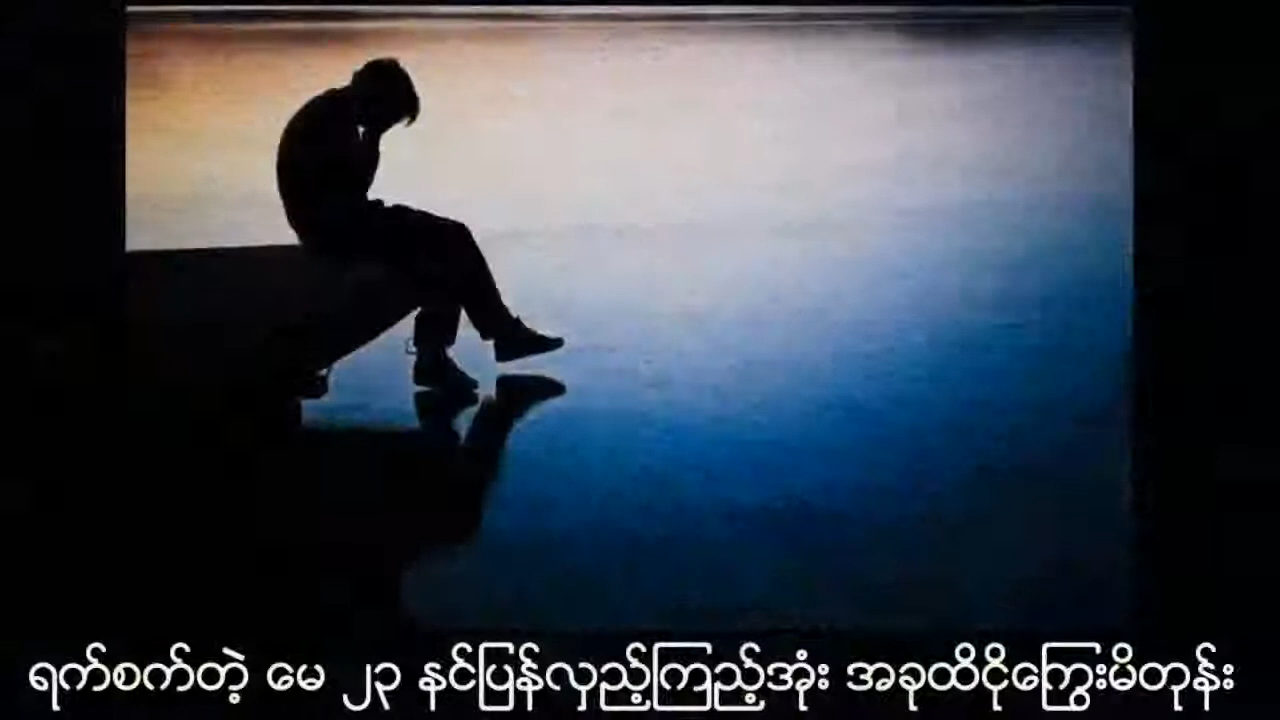 ရက်စက်တဲ့ မေ ၂၃ နင်ပြန်လှည့်ကြည့်အုံး အခုထိငိုကြွေးမိတုန်း